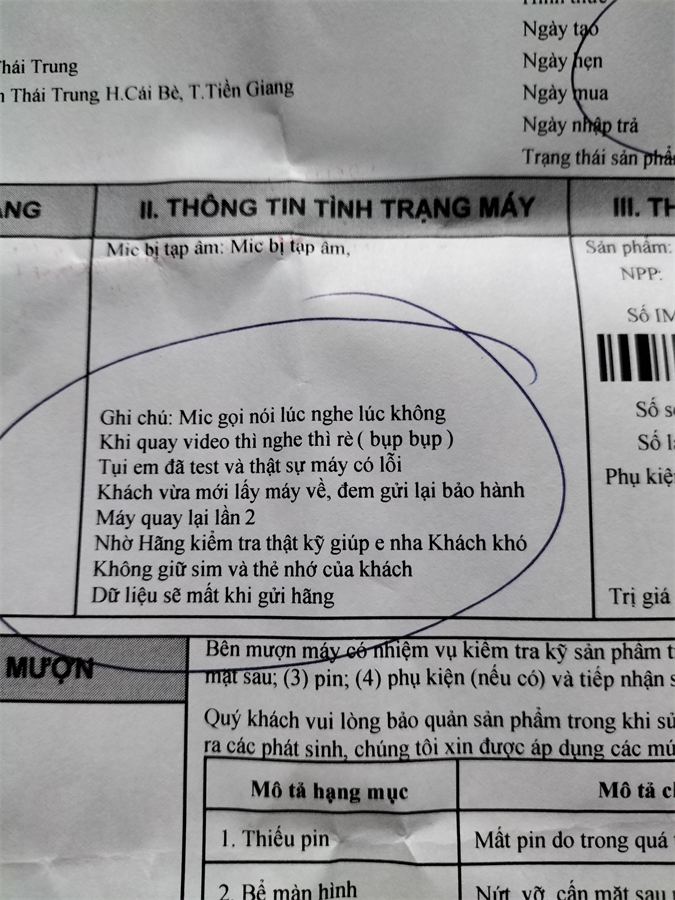 Ngày tạo
Thái Trung
Ngày hẹn
Thái Trung H.Cái Bè, T.Tiền Giang
Ngày mua
Ngày nhập trả
Trạng thái sản phẩ
ẠNG
II. THÔNG TIN TÌNH TRẠNG MÁY
III. TH
Mic bị tạp âm: Mic bị tạp âm,
Sản phẩm:
NPP:
Số IM
Ghi chú: Mic gọi nói lúc nghe lúc không
Khi quay video thì nghe thì rè ( bụp bụp )
Tụi em đã test và thật sự máy có lỗi
Khách vừa mới lấy máy về, đem gửi lại bảo hành
Máy quay lại lần 2
Nhờ Hãng kiểm tra thật kỹ giúp e nha Khách khó
Không giữ sim và thẻ nhớ của khách
Dữ liệu sẽ mất khi gửi hãng
Số s
Số l
Phụ kiệ
Trị giá
MƯỢN
Bên mượn máy có nhiệm vụ kiểm tra kỹ sản phẩm t
mặt sau; (3) pin; (4) phụ kiện (nếu có) và tiếp nhận s
Quý khách vui lòng bảo quản sản phẩm trong khi sử
ra các phát sinh, chúng tôi xin được áp dụng các mứ
Mô tả hạng mục
Mô tả c
1. Thiếu pin
Mất pin do trong quá
2. Bể màn hình
Nứt, vỡ, cấn mặt sau